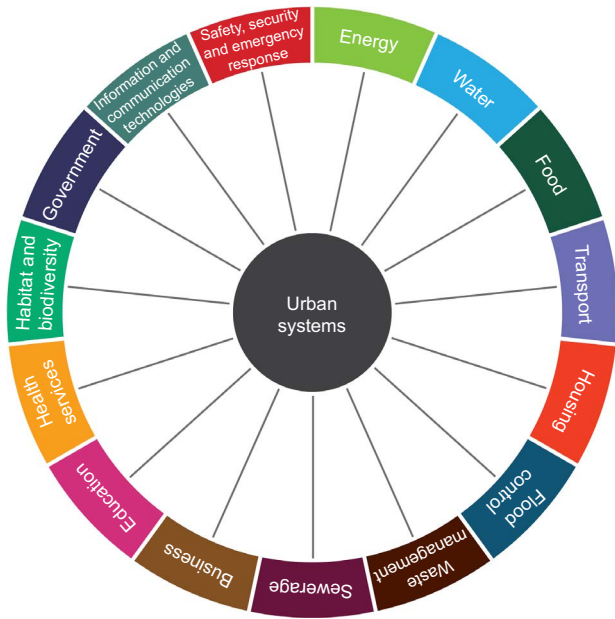 Safety, security
and emergency
response
Energy
Water
Food
Transport
Housing
Flood
control
Waste
management
Sewerage
Business
Education
Health
services
Habitat and
biodiversity
Government
Information and
communication
technologies
Urban
systems